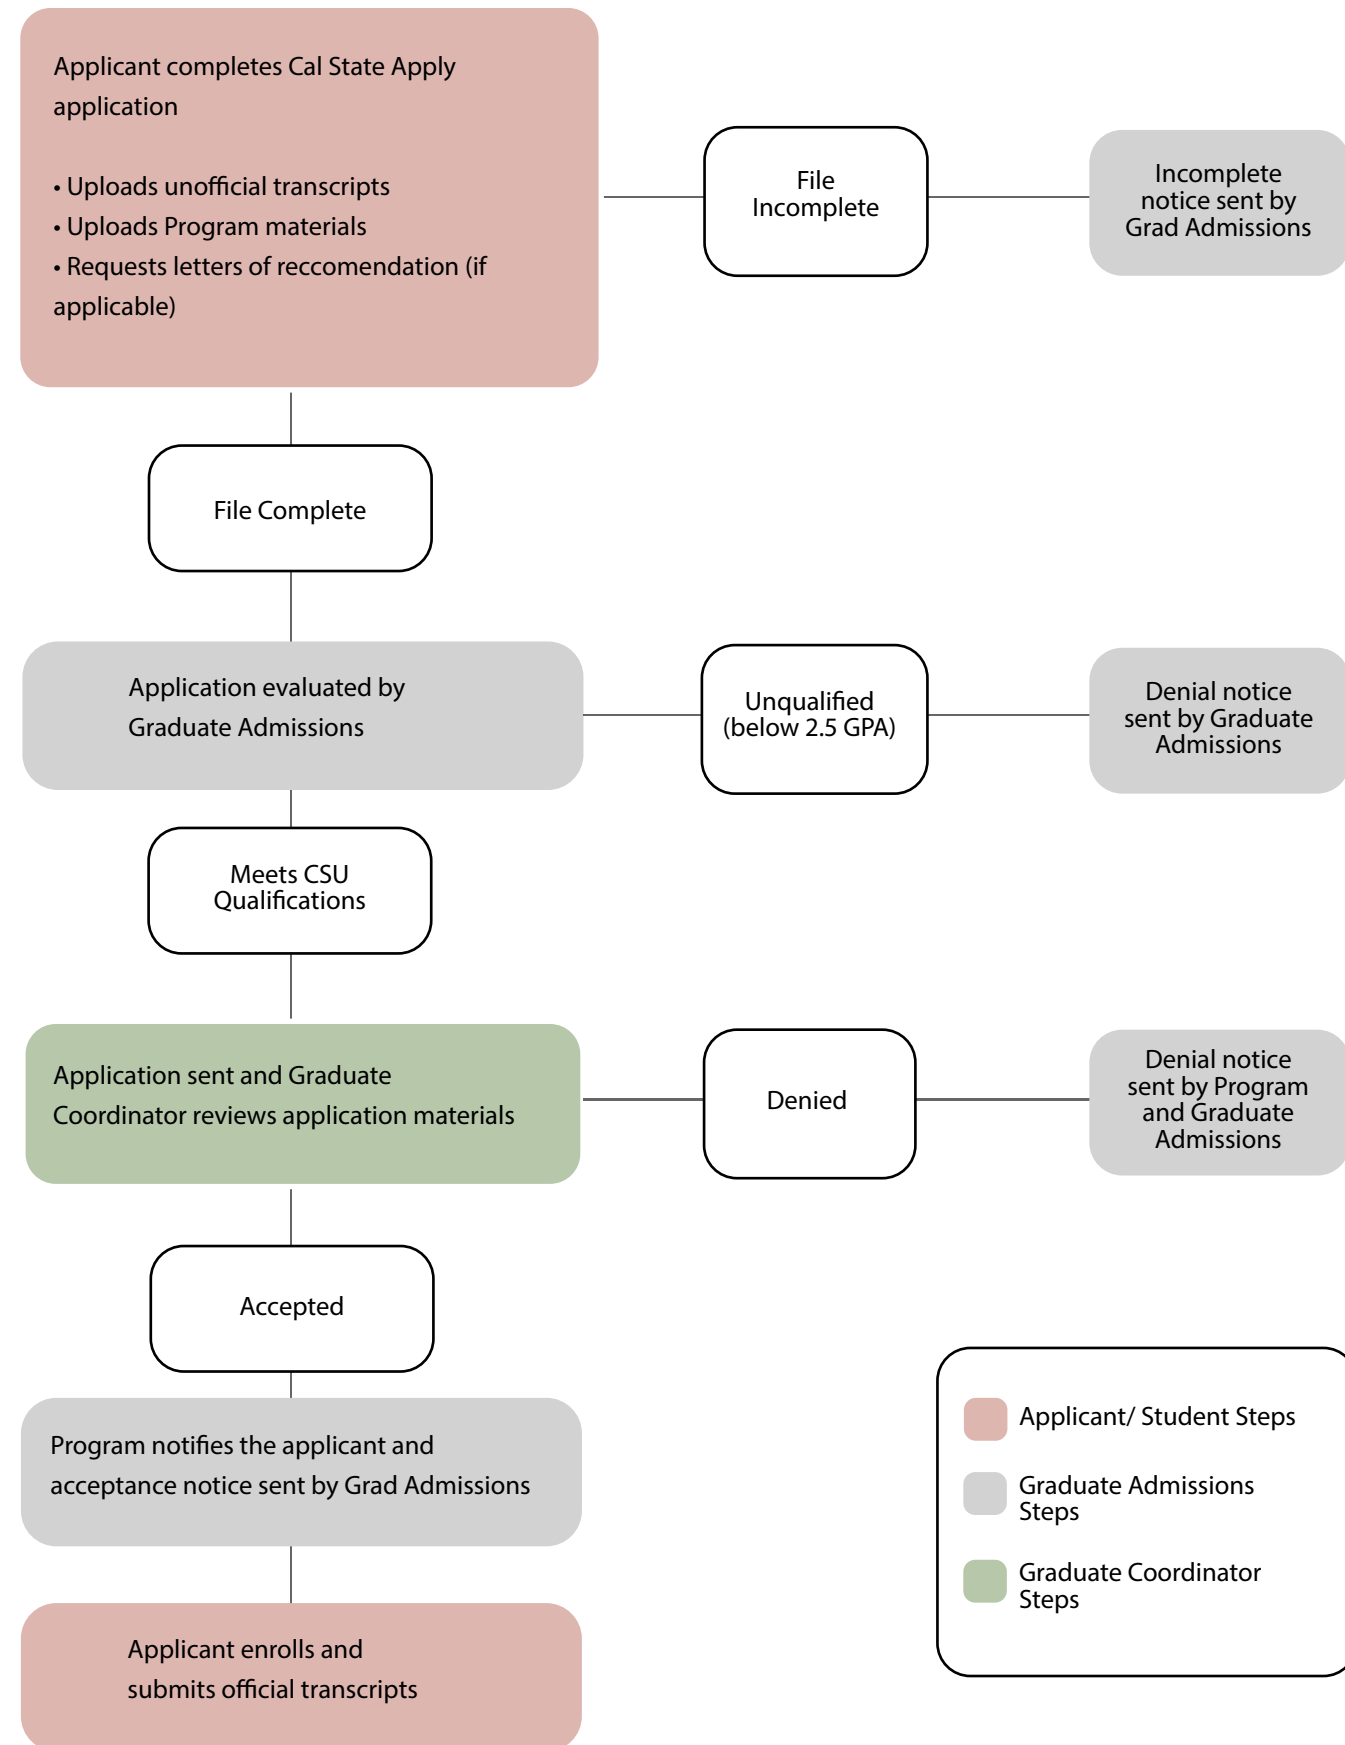 Applicant completes Cal State Apply
application
• Uploads unofficial transcripts
• Uploads Program materials
• Requests letters of reccomendation (if
applicable)
File
Incomplete
Incomplete
notice sent by
Grad Admissions
File Complete
Application evaluated by
Graduate Admissions
Unqualified
(below 2.5 GPA)
Denial notice
sent by Graduate
Admissions
Meets CSU
Qualifications
Application sent and Graduate
Coordinator reviews application materials
Denied
Denial notice
sent by Program
and Graduate
Admissions
Accepted
Program notifies the applicant and
acceptance notice sent by Grad Admissions
Applicant enrolls and
submits official transcripts
Applicant/ Student Steps
Graduate Admissions
Steps
Graduate Coordinator
Steps